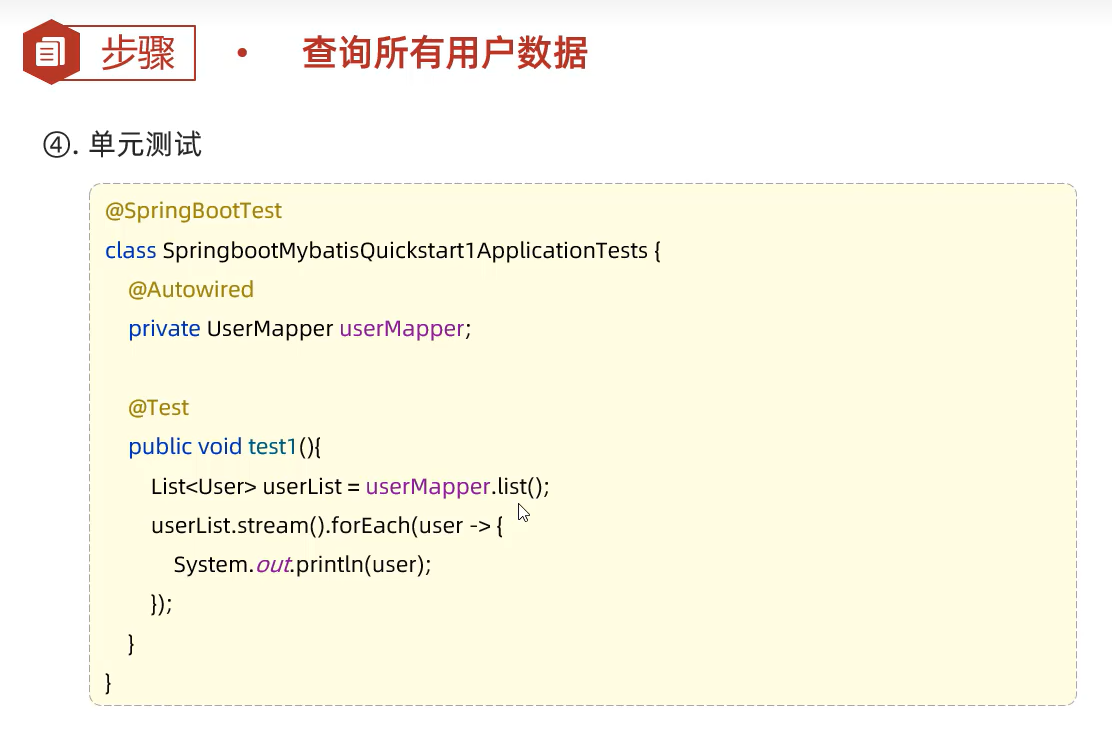 步骤 • 查询所有用户数据
④. 单元测试
@SpringBootTest
class SpringbootMybatisQuickstart1ApplicationTests {
@Autowired
private UserMapper userMapper;
@Test
public void test1(){
List<User> userList = userMapper.list();
userList.stream().forEach(user -> {
System.out.println(user);
});
}
}